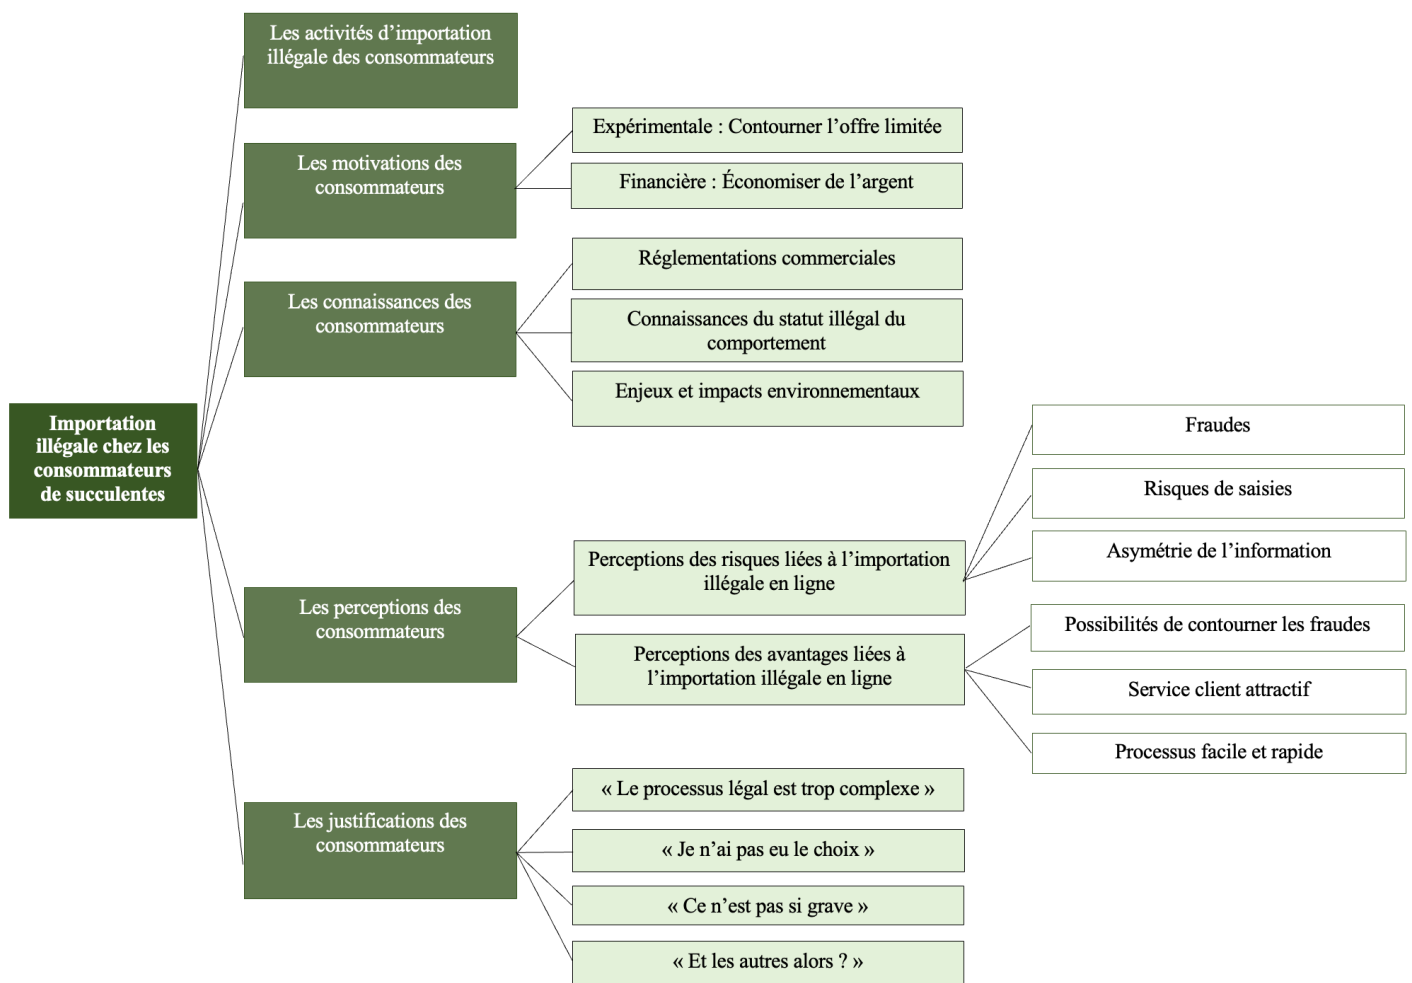 Importation
illégale chez les
consommateurs
de succulentes
Les activités d’importation
illégale des consommateurs
Les motivations des
consommateurs
Expérimentale : Contourner l’offre limitée
Financière : Économiser de l’argent
Les connaissances des
consommateurs
Réglementations commerciales
Connaissances du statut illégal du
comportement
Enjeux et impacts environnementaux
Les perceptions des
consommateurs
Perceptions des risques liées à l’importation
illégale en ligne
Fraudes
Risques de saisies
Asymétrie de l’information
Perceptions des avantages liées à
l’importation illégale en ligne
Possibilités de contourner les fraudes
Service client attractif
Processus facile et rapide
Les justifications des
consommateurs
« Le processus légal est trop complexe »
« Je n’ai pas eu le choix »
« Ce n’est pas si grave »
« Et les autres alors ? »